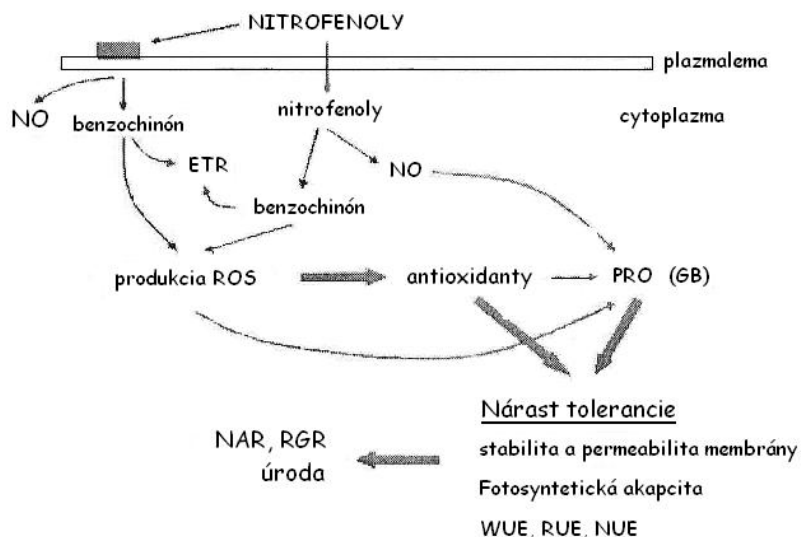 NITROFENOLY
plazmalema
NO
benzochinón
nitrofenoly
cytoplazma
ETR
NO
benzochinón
produkcia ROS
antioxidanty
PRO (GB)
Nárast tolerancie
NAR, RGR
úroda
stabilita a permeabilita membrány
Fotosyntetická akapcita
WUE, RUE, NUE